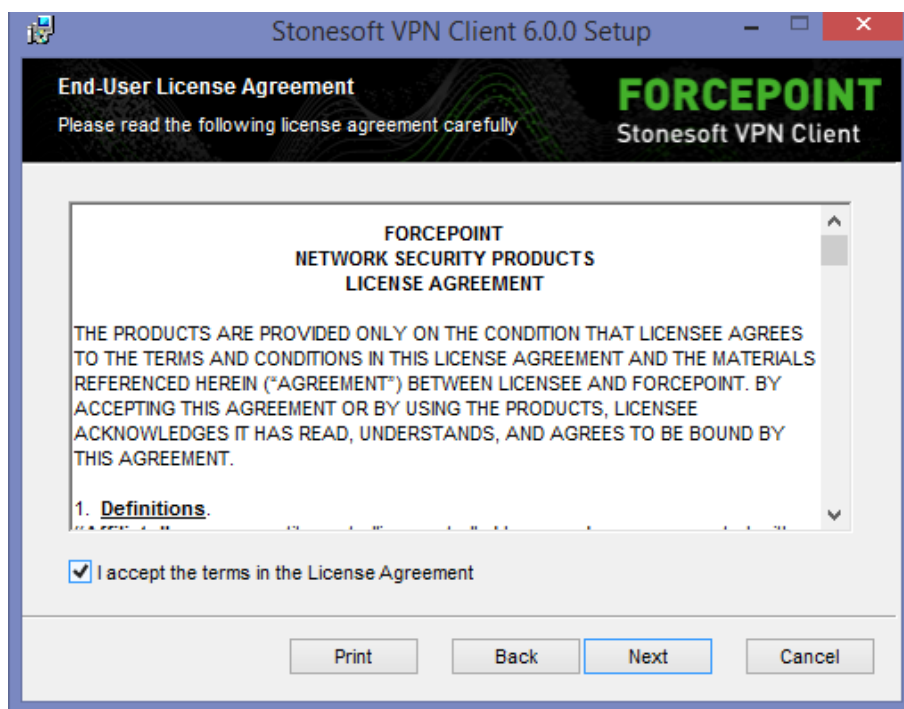 Stonesoft VPN Client 6.0.0 Setup
End-User License Agreement
Please read the following license agreement carefully
FORCEPOINT
Stonesoft VPN Client
FORCEPOINT
NETWORK SECURITY PRODUCTS
LICENSE AGREEMENT
THE PRODUCTS ARE PROVIDED ONLY ON THE CONDITION THAT LICENSEE AGREES
TO THE TERMS AND CONDITIONS IN THIS LICENSE AGREEMENT AND THE MATERIALS
REFERENCED HEREIN (“AGREEMENT”) BETWEEN LICENSEE AND FORCEPOINT. BY
ACCEPTING THIS AGREEMENT OR BY USING THE PRODUCTS, LICENSEE
ACKNOWLEDGES IT HAS READ, UNDERSTANDS, AND AGREES TO BE BOUND BY
THIS AGREEMENT.
1. Definitions.
I accept the terms in the License Agreement
Print
Back
Next
Cancel